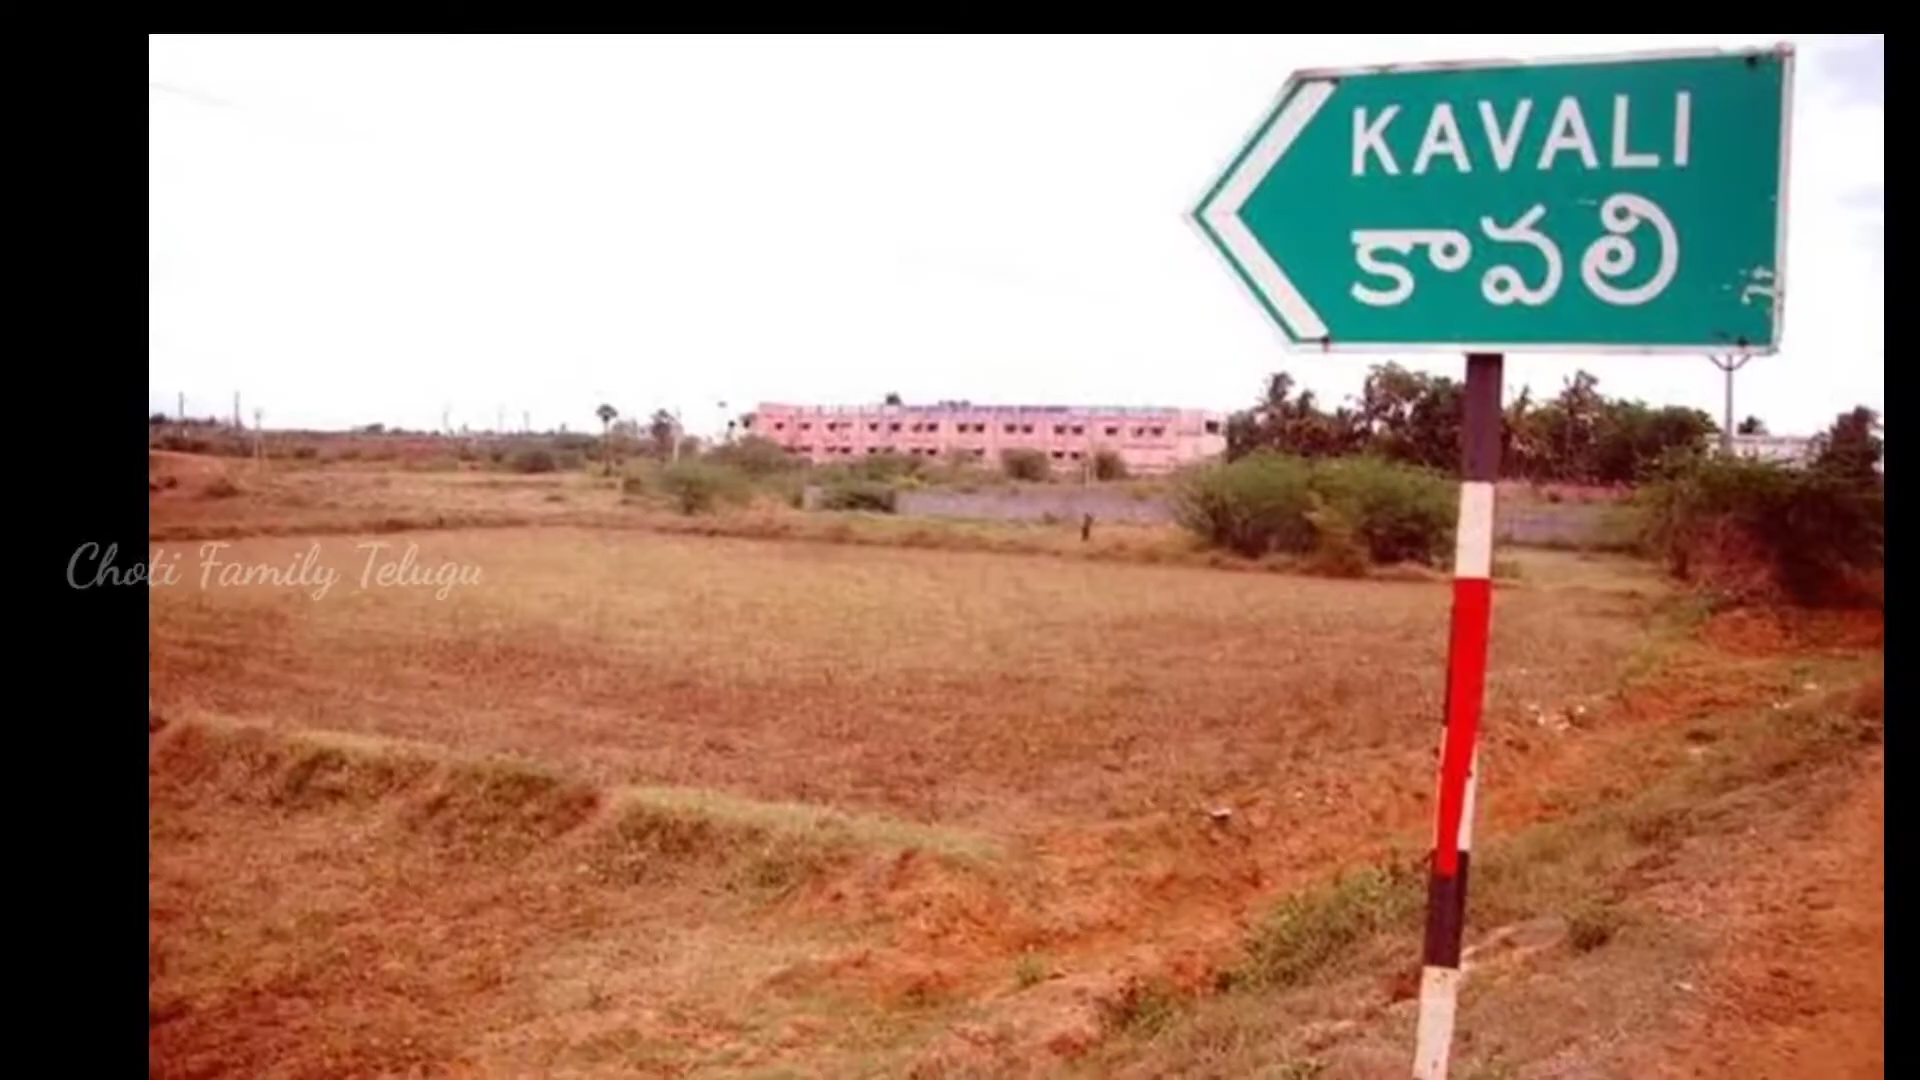 KAVALI
కావలి
Choti Family Telugu